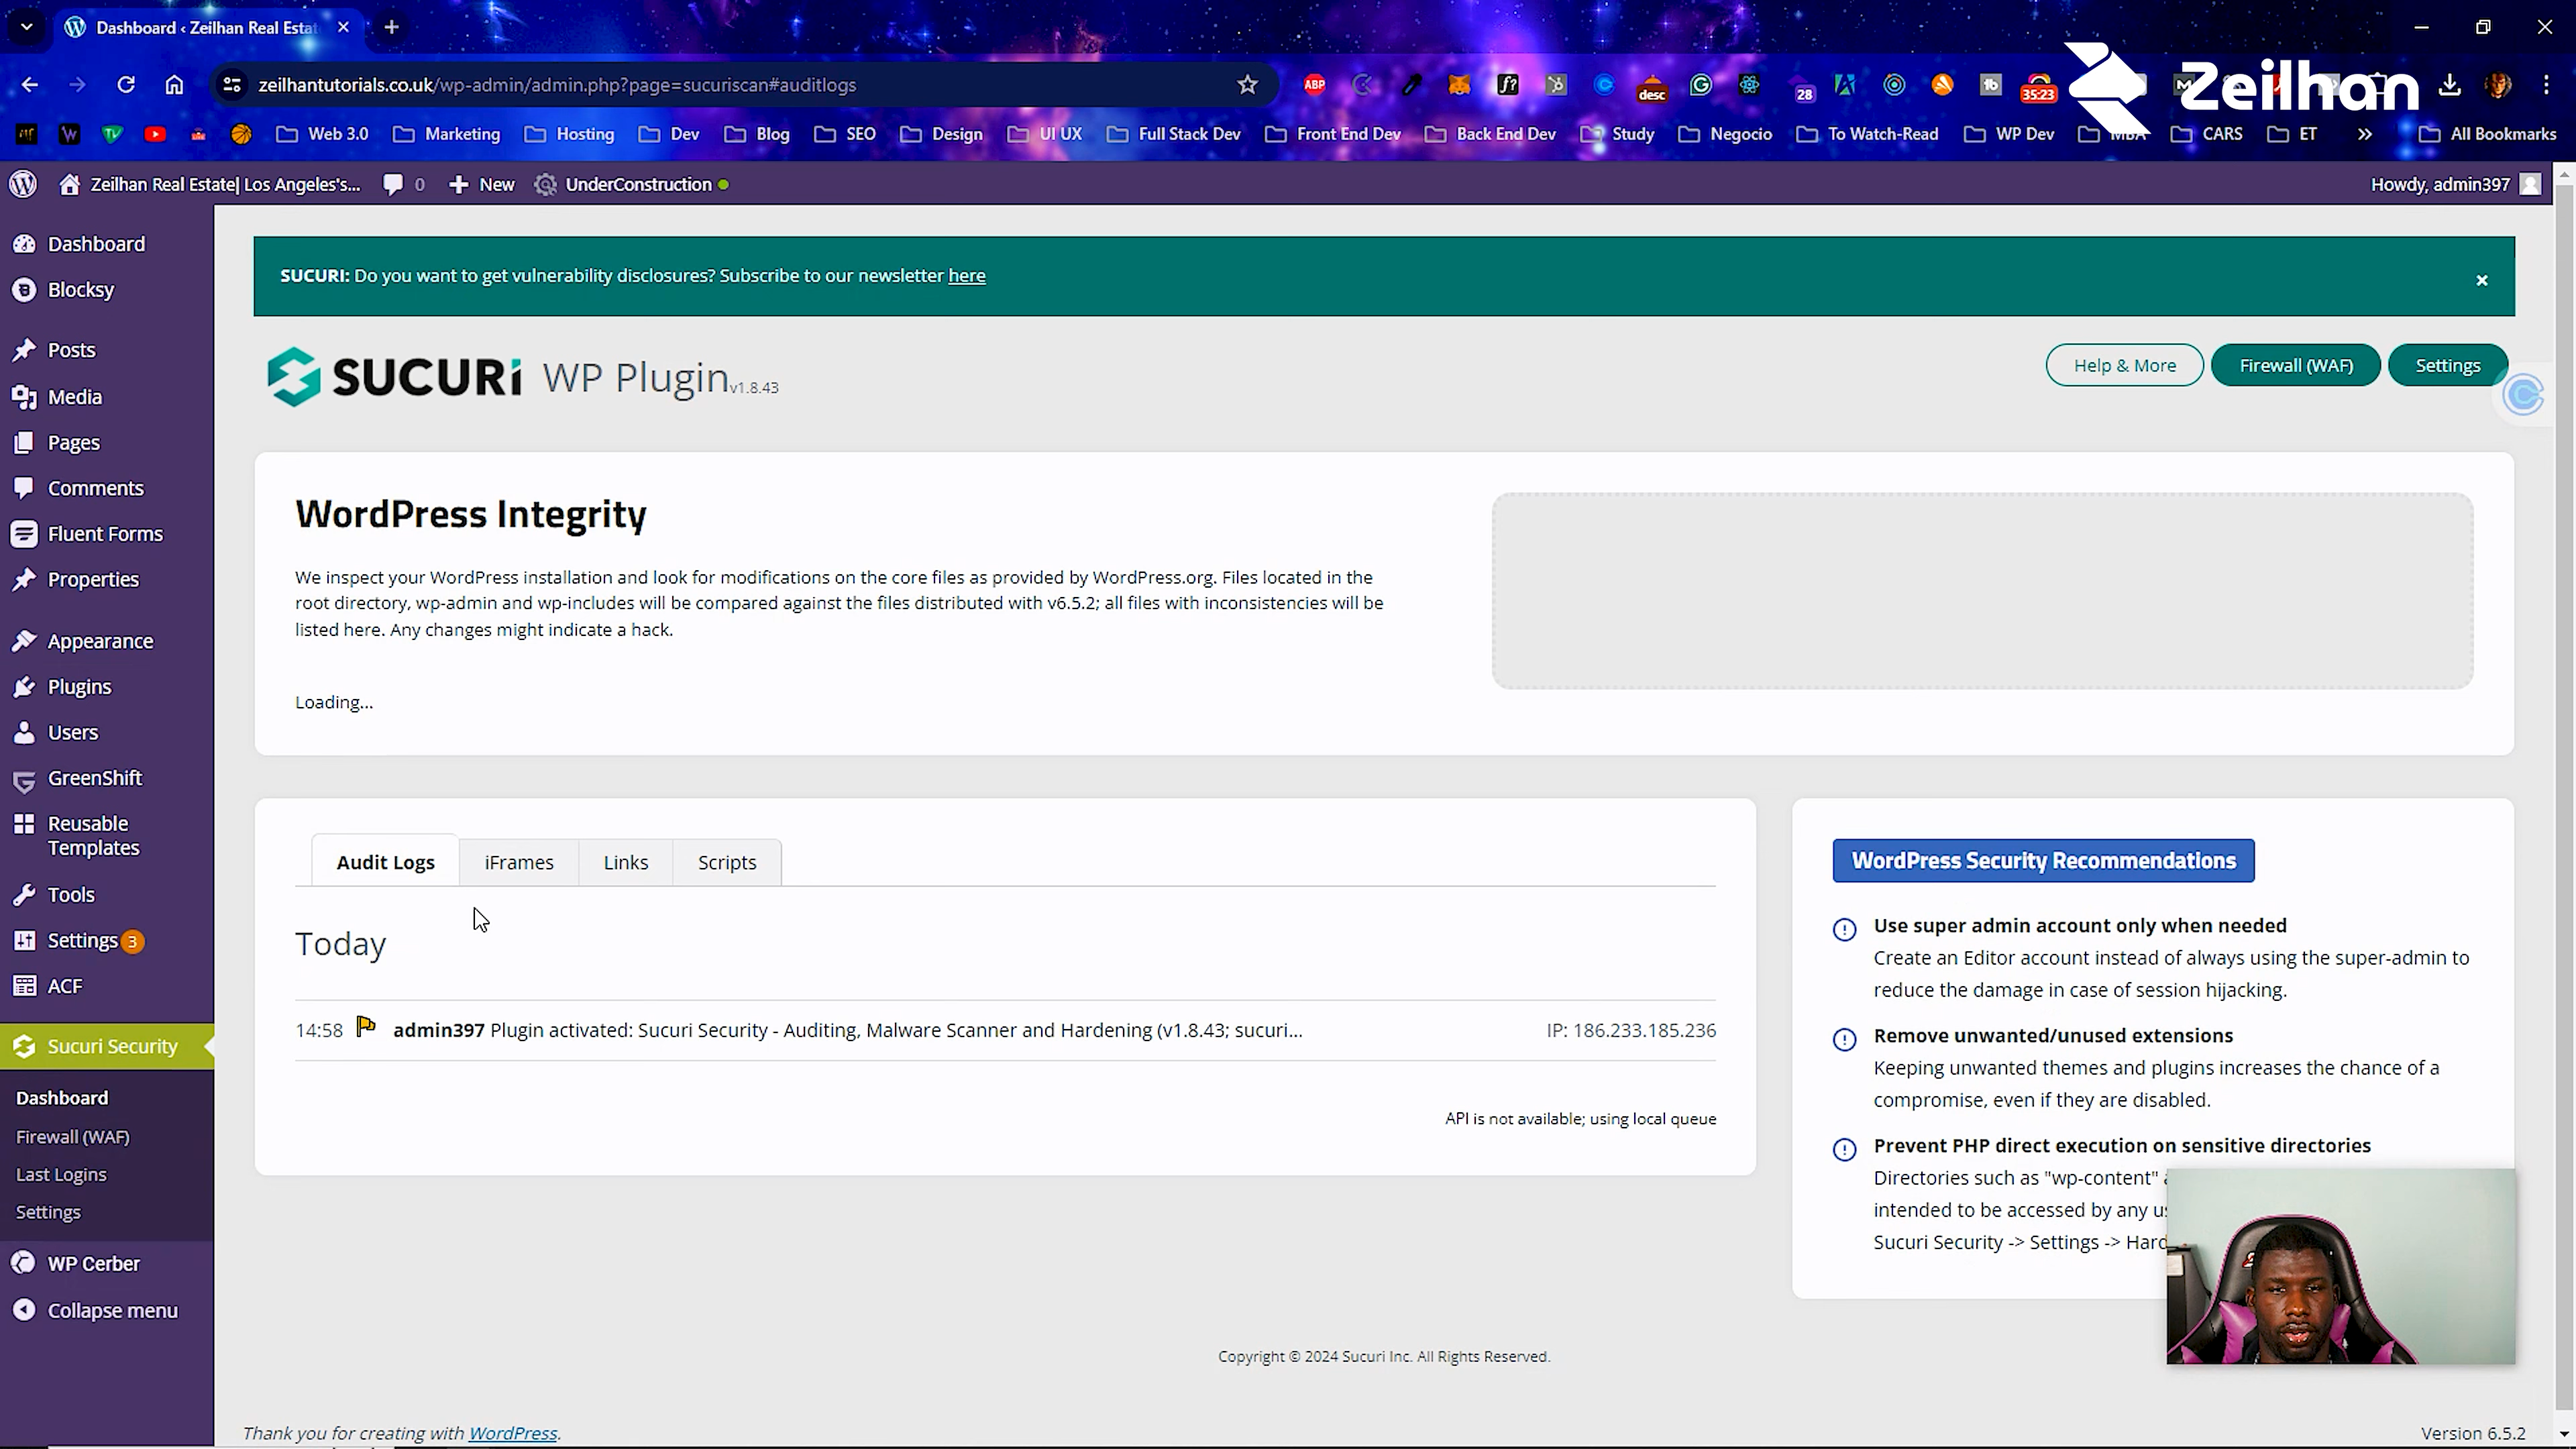 Dashboard ‹ Zeilhan Real Estat
zeilhantutorials.co.uk/wp-admin/admin.php?page=sucuriscan#auditlogs
ABP
f?
desc
28
tb
35:23
Zeilhan
Web 3.0
Marketing
Hosting
Dev
Blog
SEO
Design
UI UX
Full Stack Dev
Front End Dev
Back End Dev
Study
Negocio
To Watch-Read
WP Dev
MBA
CARS
ET
»
All Bookmarks
Zeilhan Real Estate| Los Angeles's...
0
New
UnderConstruction
Howdy, admin397
Dashboard
Blocksy
Posts
Media
Pages
Comments
Fluent Forms
Properties
Appearance
Plugins
Users
GreenShift
Reusable
Templates
Tools
Settings 3
ACF
Sucuri Security
Dashboard
Firewall (WAF)
Last Logins
Settings
WP Cerber
Collapse menu
SUCURI: Do you want to get vulnerability disclosures? Subscribe to our newsletter here
SUCURi WP Plugin v1.8.43
Help & More
Firewall (WAF)
Settings
WordPress Integrity
We inspect your WordPress installation and look for modifications on the core files as provided by WordPress.org. Files located in the
root directory, wp-admin and wp-includes will be compared against the files distributed with v6.5.2; all files with inconsistencies will be
listed here. Any changes might indicate a hack.
Loading...
Audit Logs
iFrames
Links
Scripts
Today
14:58 admin397 Plugin activated: Sucuri Security - Auditing, Malware Scanner and Hardening (v1.8.43; sucuri... IP: 186.233.185.236
API is not available; using local queue
WordPress Security Recommendations
Use super admin account only when needed
Create an Editor account instead of always using the super-admin to
reduce the damage in case of session hijacking.
Remove unwanted/unused extensions
Keeping unwanted themes and plugins increases the chance of a
compromise, even if they are disabled.
Prevent PHP direct execution on sensitive directories
Directories such as "wp-content"
intended to be accessed by any
Sucuri Security -> Settings -> Hard
Copyright © 2024 Sucuri Inc. All Rights Reserved.
Thank you for creating with WordPress.
Version 6.5.2